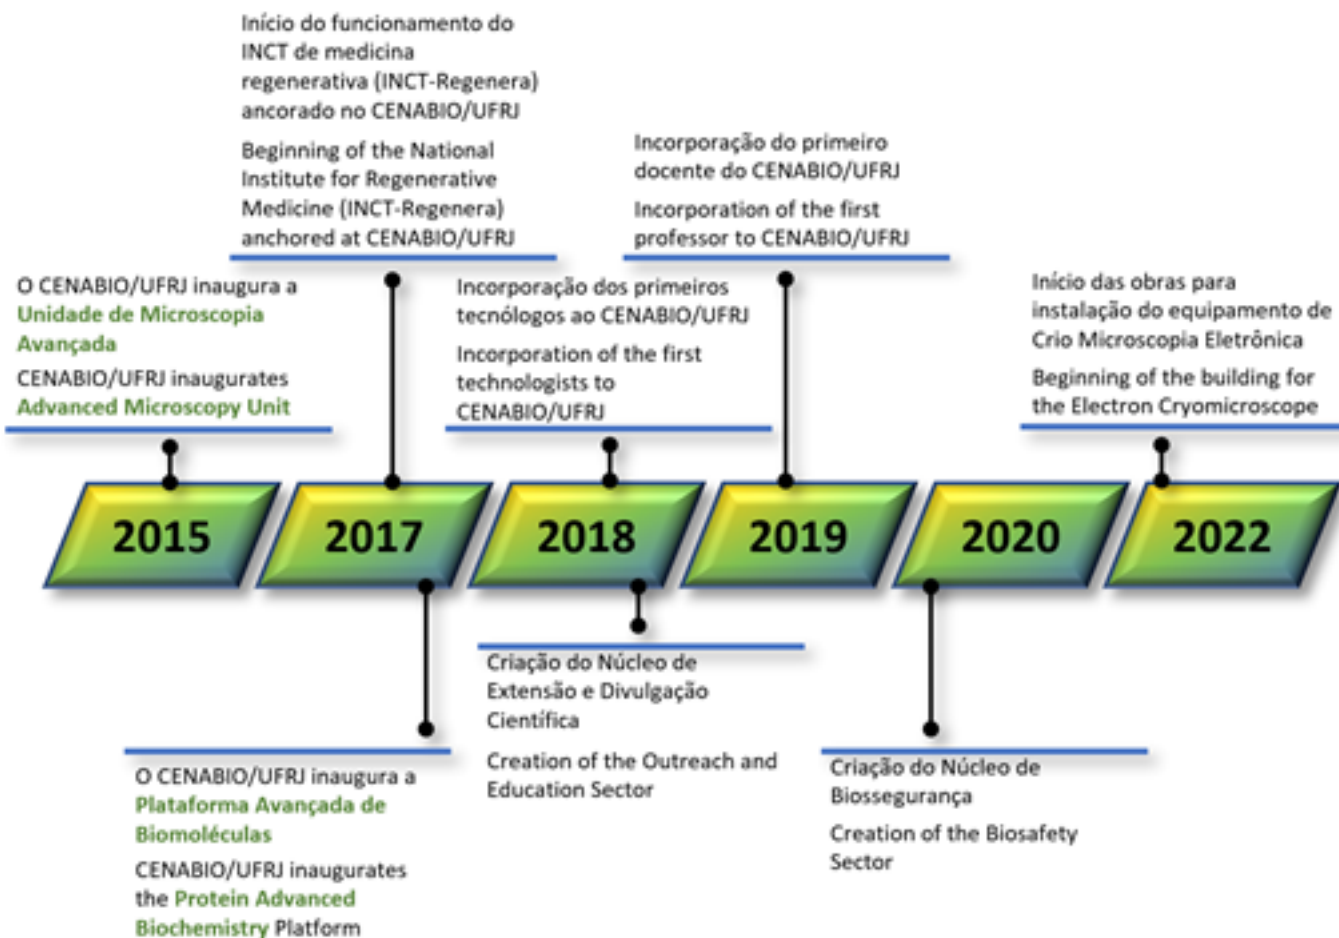 Início do funcionamento do
INCT de medicina
regenerativa (INCT-Regenera)
ancorado no CENABIO/UFRJ
Beginning of the National
Institute for Regenerative
Medicine (INCT-Regenera)
anchored at CENABIO/UFRJ
Incorporação do primeiro
docente do CENABIO/UFRJ
Incorporation of the first
professor to CENABIO/UFRJ
O CENABIO/UFRJ inaugura a
Unidade de Microscopia
Avançada
CENABIO/UFRJ inaugurates
Advanced Microscopy Unit
Incorporação dos primeiros
tecnólogos ao CENABIO/UFRJ
Incorporation of the first
technologists to
CENABIO/UFRJ
Início das obras para
instalação do equipamento de
Crio Microscopia Eletrônica
Beginning of the building for
the Electron Cryomicroscope
2015
2017
2018
2019
2020
2022
O CENABIO/UFRJ inaugura a
Plataforma Avançada de
Biomoléculas
CENABIO/UFRJ inaugurates
the Protein Advanced
Biochemistry Platform
Criação do Núcleo de
Extensão e Divulgação
Científica
Creation of the Outreach and
Education Sector
Criação do Núcleo de
Biossegurança
Creation of the Biosafety
Sector